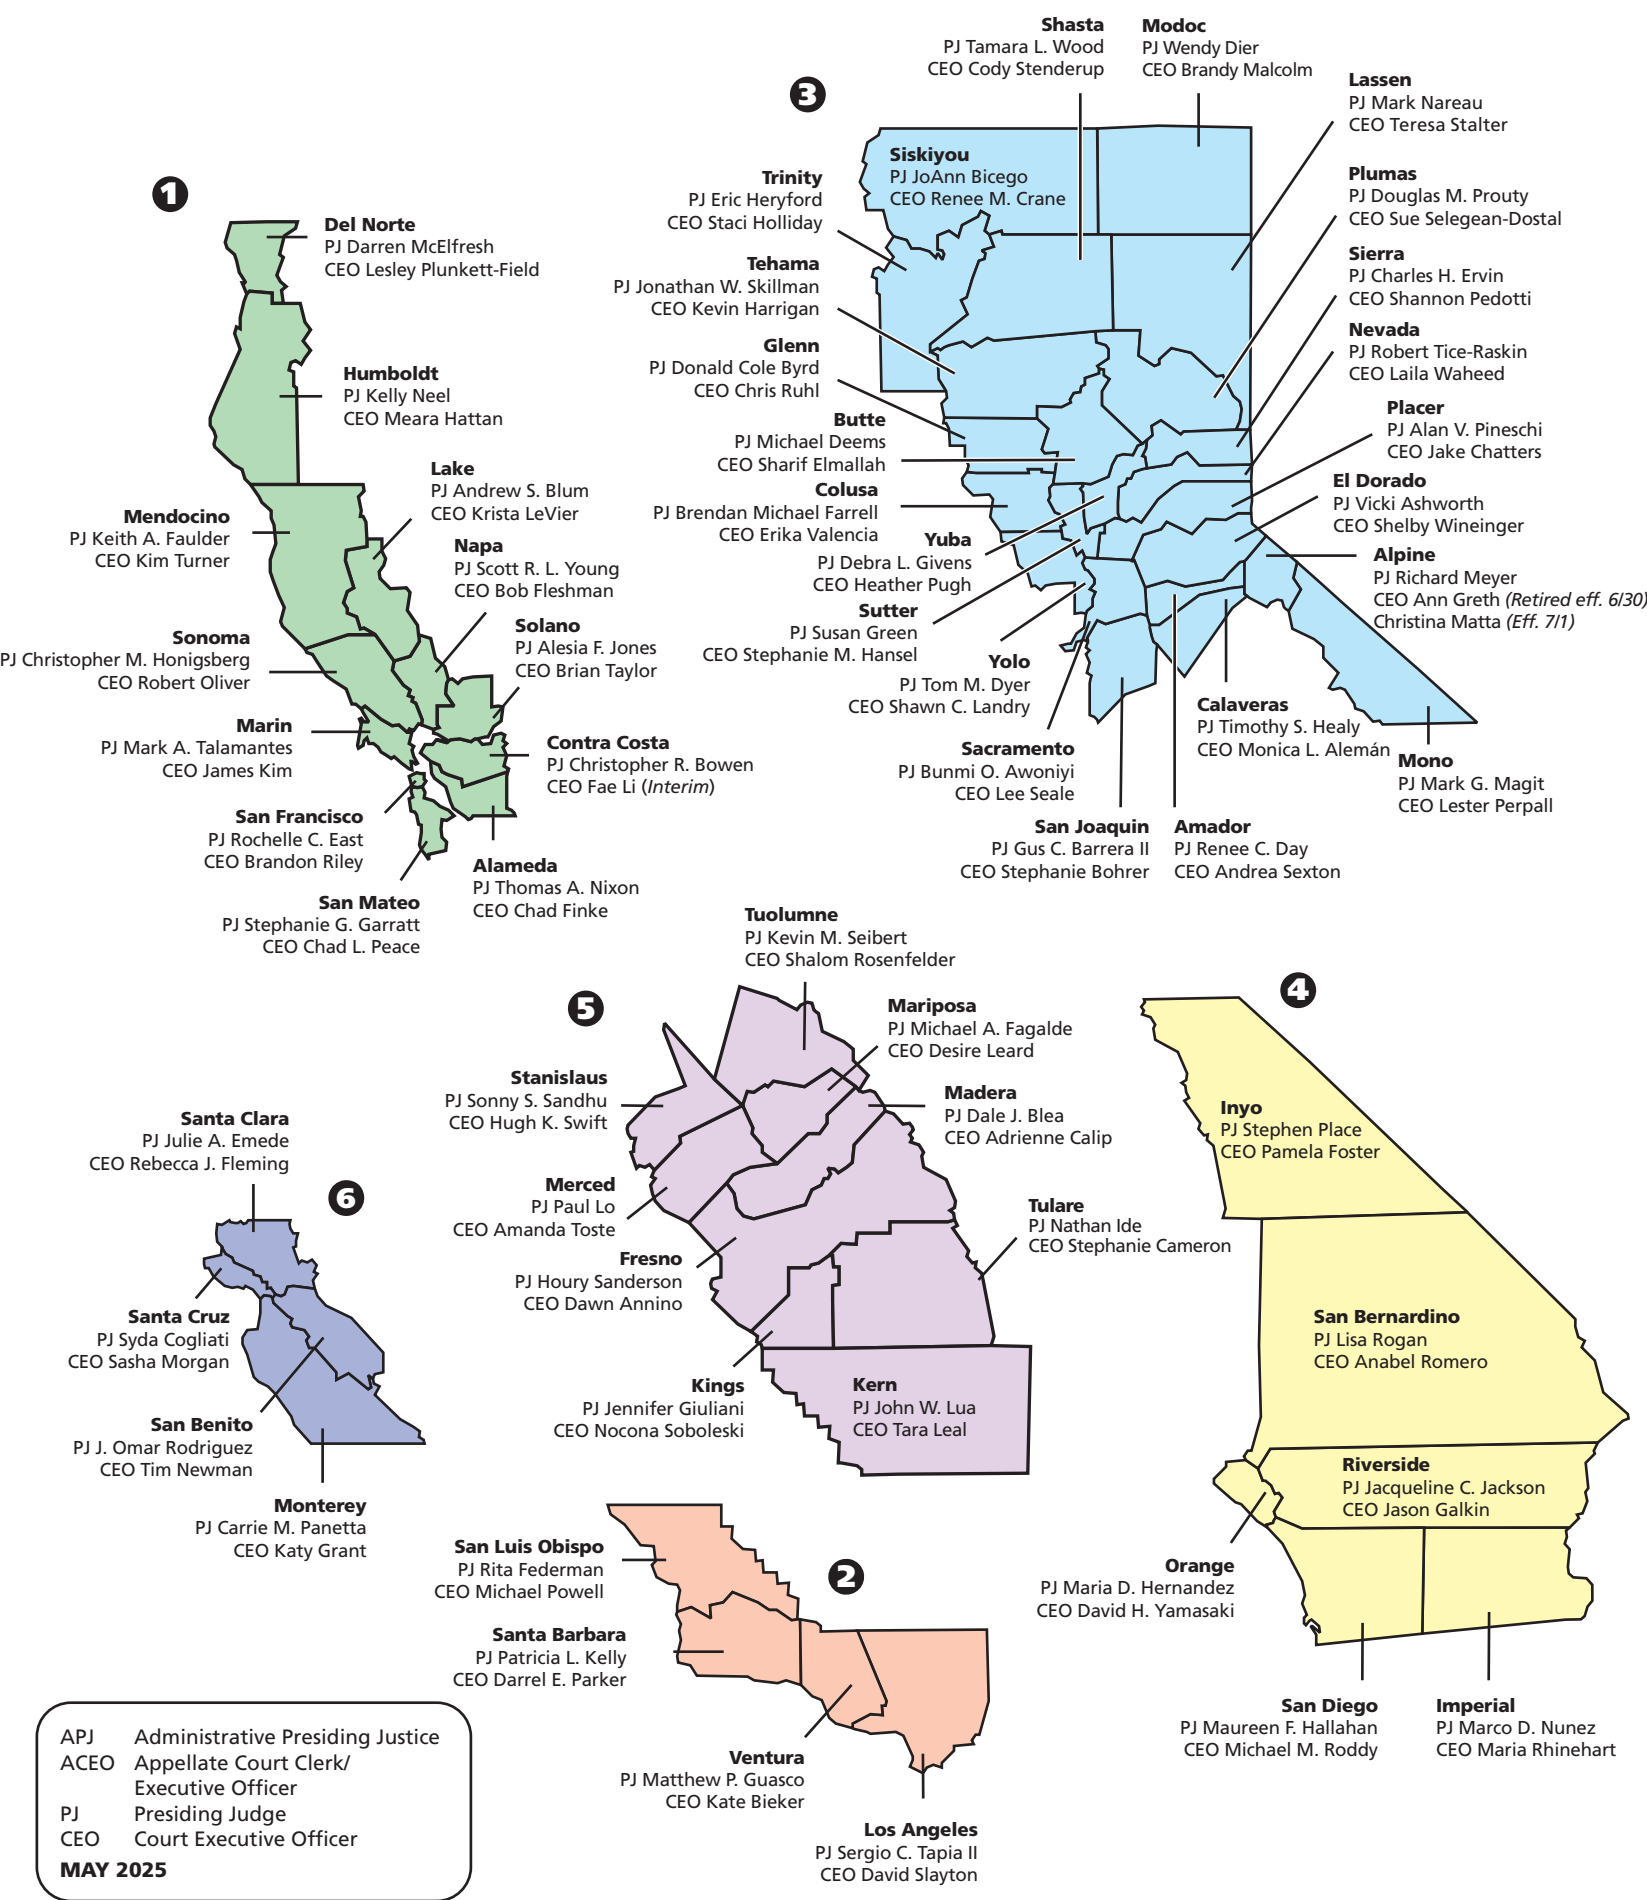 1
Del Norte
PJ Darren McElfresh
CEO Lesley Plunkett-Field
Humboldt
PJ Kelly Neel
CEO Meara Hattan
Lake
PJ Andrew S. Blum
CEO Krista LeVier
Mendocino
PJ Keith A. Faulder
CEO Kim Turner
Napa
PJ Scott R. L. Young
CEO Bob Fleshman
Solano
PJ Alesia F. Jones
CEO Brian Taylor
Sonoma
PJ Christopher M. Honigsberg
CEO Robert Oliver
Marin
PJ Mark A. Talamantes
CEO James Kim
Contra Costa
PJ Christopher R. Bowen
CEO Fae Li (Interim)
San Francisco
PJ Rochelle C. East
CEO Brandon Riley
Alameda
PJ Thomas A. Nixon
CEO Chad Finke
San Mateo
PJ Stephanie G. Garratt
CEO Chad L. Peace
3
Shasta
PJ Tamara L. Wood
CEO Cody Stenderup
Modoc
PJ Wendy Dier
CEO Brandy Malcolm
Lassen
PJ Mark Nareau
CEO Teresa Stalter
Siskiyou
PJ JoAnn Bicego
CEO Renee M. Crane
Trinity
PJ Eric Heryford
CEO Staci Holliday
Plumas
PJ Douglas M. Prouty
CEO Sue Selegean-Dostal
Tehama
PJ Jonathan W. Skillman
CEO Kevin Harrigan
Sierra
PJ Charles H. Ervin
CEO Shannon Pedotti
Glenn
PJ Donald Cole Byrd
CEO Chris Ruhl
Nevada
PJ Robert Tice-Raskin
CEO Laila Waheed
Butte
PJ Michael Deems
CEO Sharif Elmallah
Placer
PJ Alan V. Pineschi
CEO Jake Chatters
Colusa
PJ Brendan Michael Farrell
CEO Erika Valencia
El Dorado
PJ Vicki Ashworth
CEO Shelby Wineinger
Yuba
PJ Debra L. Givens
CEO Heather Pugh
Alpine
PJ Richard Meyer
CEO Ann Greth (Retired eff. 6/30)
Christina Matta (Eff. 7/1)
Sutter
PJ Susan Green
CEO Stephanie M. Hansel
Yolo
PJ Tom M. Dyer
CEO Shawn C. Landry
Calaveras
PJ Timothy S. Healy
CEO Monica L. Alemán
Sacramento
PJ Bunmi O. Awoniyi
CEO Lee Seale
Mono
PJ Mark G. Magit
CEO Lester Perpall
San Joaquin
PJ Gus C. Barrera II
CEO Stephanie Bohrer
Amador
PJ Renee C. Day
CEO Andrea Sexton
5
Tuolumne
PJ Kevin M. Seibert
CEO Shalom Rosenfelder
Mariposa
PJ Michael A. Fagalde
CEO Desire Leard
Stanislaus
PJ Sonny S. Sandhu
CEO Hugh K. Swift
Madera
PJ Dale J. Blea
CEO Adrienne Calip
Merced
PJ Paul Lo
CEO Amanda Toste
Tulare
PJ Nathan Ide
CEO Stephanie Cameron
Fresno
PJ Houry Sanderson
CEO Dawn Annino
Kings
PJ Jennifer Giuliani
CEO Nocona Soboleski
Kern
PJ John W. Lua
CEO Tara Leal
4
Inyo
PJ Stephen Place
CEO Pamela Foster
San Bernardino
PJ Lisa Rogan
CEO Anabel Romero
Riverside
PJ Jacqueline C. Jackson
CEO Jason Galkin
Orange
PJ Maria D. Hernandez
CEO David H. Yamasaki
San Diego
PJ Maureen F. Hallahan
CEO Michael M. Roddy
Imperial
PJ Marco D. Nunez
CEO Maria Rhinehart
6
Santa Clara
PJ Julie A. Emede
CEO Rebecca J. Fleming
Santa Cruz
PJ Syda Cogliati
CEO Sasha Morgan
San Benito
PJ J. Omar Rodriguez
CEO Tim Newman
Monterey
PJ Carrie M. Panetta
CEO Katy Grant
2
San Luis Obispo
PJ Rita Federman
CEO Michael Powell
Santa Barbara
PJ Patricia L. Kelly
CEO Darrel E. Parker
Ventura
PJ Matthew P. Guasco
CEO Kate Bieker
Los Angeles
PJ Sergio C. Tapia II
CEO David Slayton
APJ Administrative Presiding Justice
ACEO Appellate Court Clerk/
Executive Officer
PJ Presiding Judge
CEO Court Executive Officer
MAY 2025